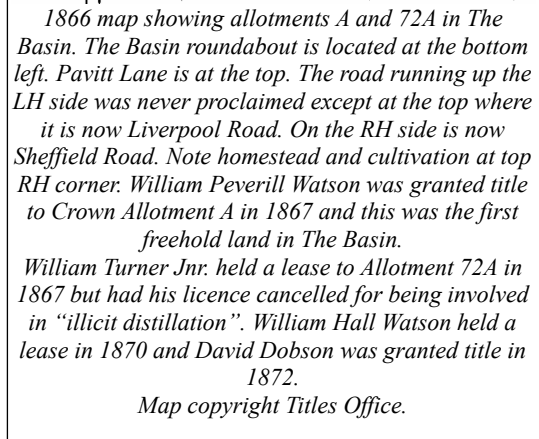 1866 map showing allotments A and 72A in The
Basin. The Basin roundabout is located at the bottom
left. Pavitt Lane is at the top. The road running up the
LH side was never proclaimed except at the top where
it is now Liverpool Road. On the RH side is now
Sheffield Road. Note homestead and cultivation at top
RH corner. William Peverill Watson was granted title
to Crown Allotment A in 1867 and this was the first
freehold land in The Basin.
William Turner Jnr. held a lease to Allotment 72A in
1867 but had his licence cancelled for being involved
in “illicit distillation”. William Hall Watson held a
lease in 1870 and David Dobson was granted title in
1872.
Map copyright Titles Office.